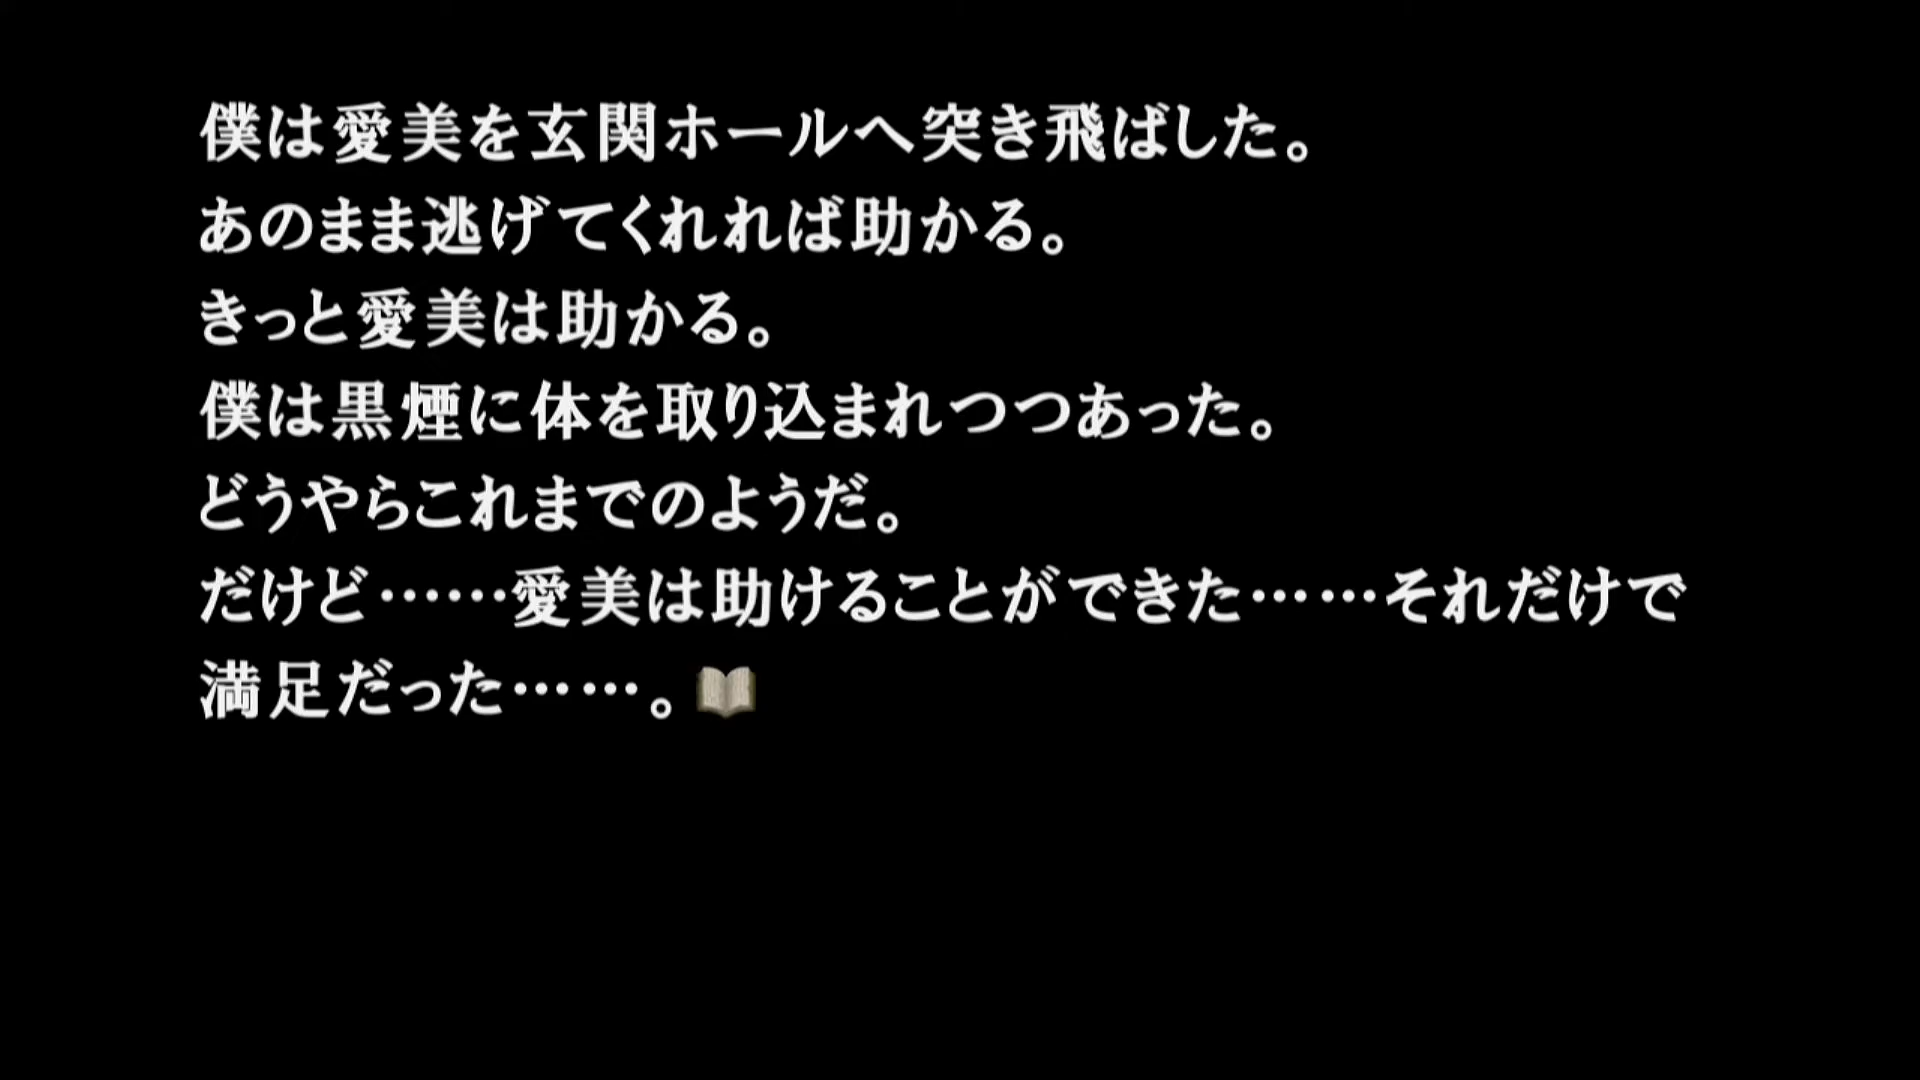 僕は愛美を玄関ホールへ突き飛ばした。
あのまま逃げてくれれば助かる。
きっと愛美は助かる。
僕は黒煙に体を取り込まれつつあった。
どうやらこれまでのようだ。
だけど……愛美は助けることができた……それだけで
満足だった……。